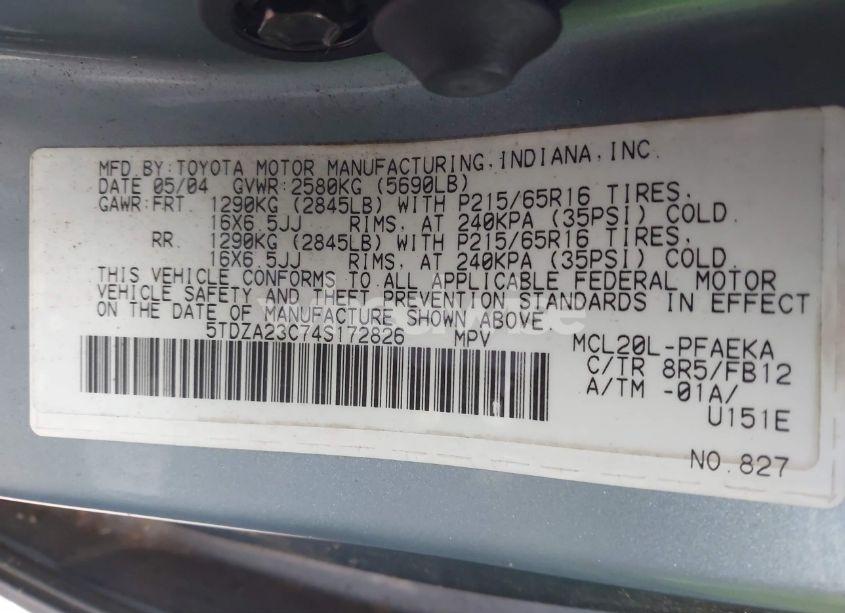 MFD.BY:TOYOTA MOTOR MANUFACTURING,INDIANA,INC.
DATE 05/04 GVWR:2580KG (5690LB)
GAWR:FRT 1290KG (2845LB) WITH P215/65R16 TIRES,
16X6.5JJ RIMS, AT 240KPA (35PSI) COLD.
RR. 1290KG (2845LB) WITH P215/65R16 TIRES,
16X6.5JJ RIMS, AT 240KPA (35PSI) COLD.
THIS VEHICLE CONFORMS TO ALL APPLICABLE FEDERAL MOTOR
VEHICLE SAFETY AND THEFT PREVENTION STANDARDS IN EFFECT
ON THE DATE OF MANUFACTURE SHOWN ABOVE.
5TDZA23C74S172826 MPV MCL20L-PFAEKA
C/TR 8R5/FB12
A/TM -01A/
U151E
NO.827